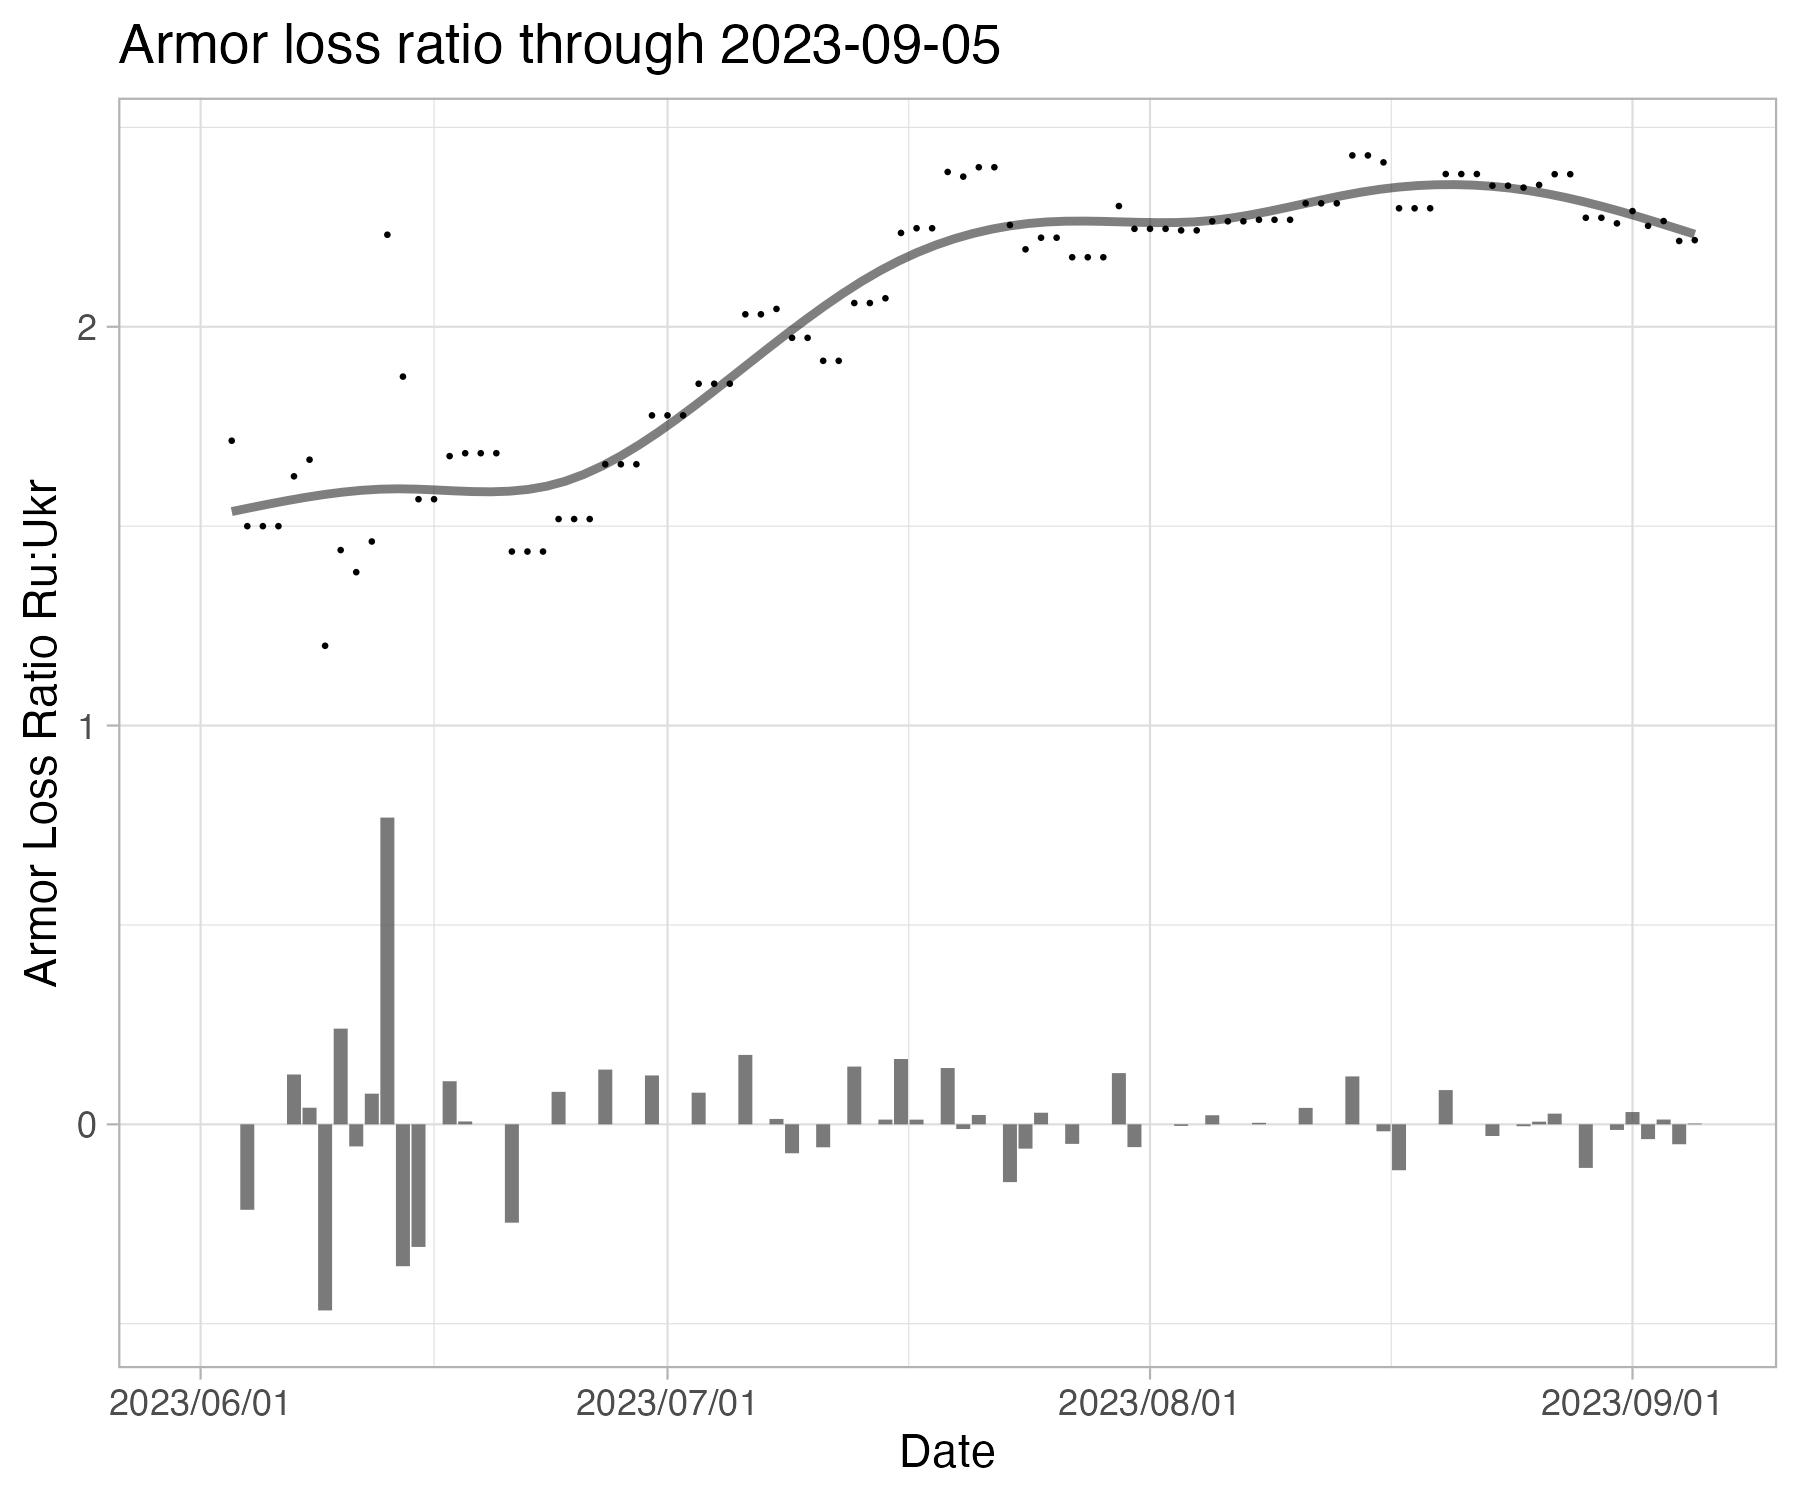 Armor loss ratio through 2023-09-05
Armor Loss Ratio Ru:Ukr
2
1
0
2023/06/01
2023/07/01
2023/08/01
2023/09/01
Date